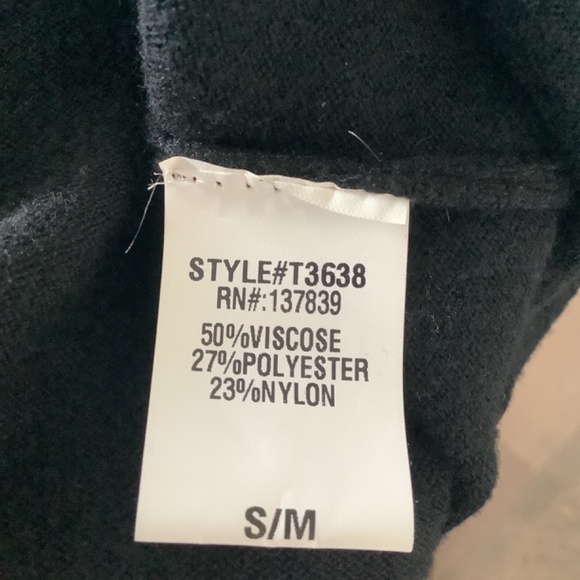 STYLE#T3638
RN#:137839
50%VISCOSE
27%POLYESTER
23%NYLON
S/M